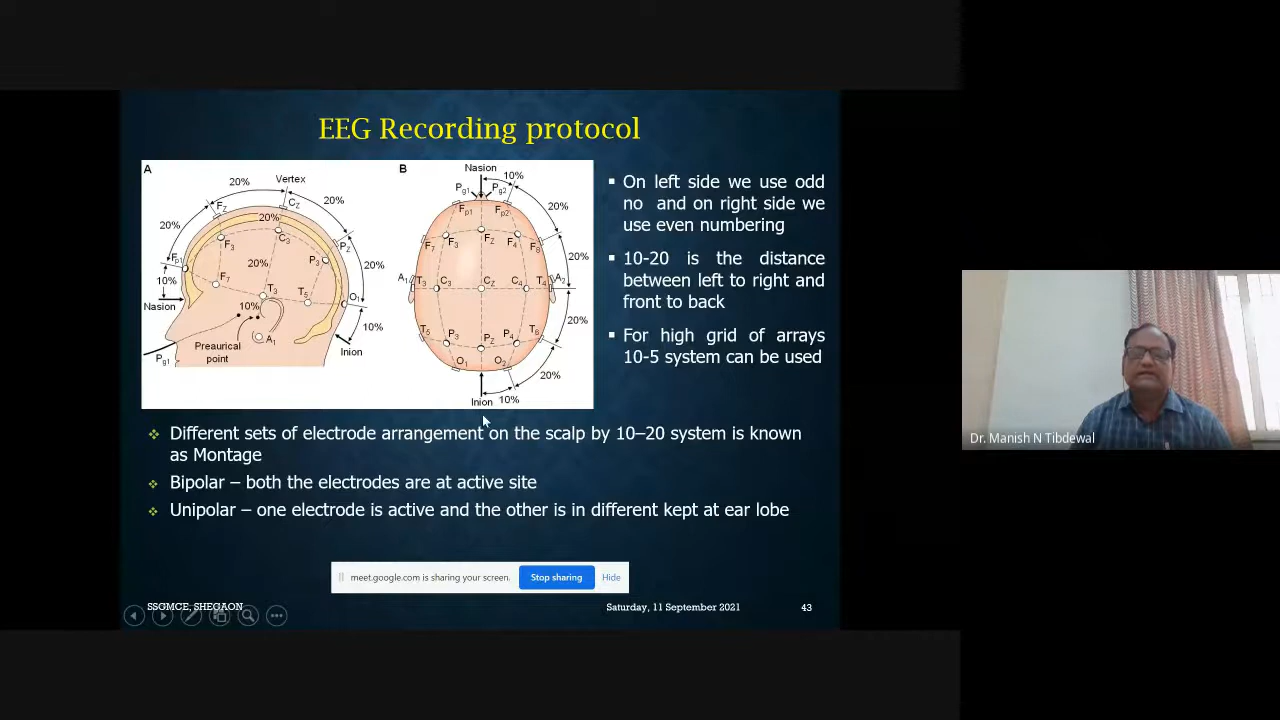 EEG Recording protocol
A
20%
Vertex
Cz
20%
Fz
20%
20%
Pz
F3
C3
P3
20%
Fp1
20%
10%
F7
T3
T5
O1
Nasion
10%
10%
Preaurical
point
A1
Inion
Pg1
B
Nasion
10%
Pg1
Pg2
Fp1
Fp2
20%
F7
F3
Fz
F4
F8
20%
A1
T3
C3
Cz
C4
T4
A2
20%
T5
P3
Pz
P4
T6
O1
O2
20%
Inion
10%
▪ On left side we use odd
no and on right side we
use even numbering
▪ 10-20 is the distance
between left to right and
front to back
▪ For high grid of arrays
10-5 system can be used
❖ Different sets of electrode arrangement on the scalp by 10–20 system is known
as Montage
❖ Bipolar – both the electrodes are at active site
❖ Unipolar – one electrode is active and the other is in different kept at ear lobe
meet.google.com is sharing your screen.
Stop sharing
Hide
SSGMCE, SHEGAON
Saturday, 11 September 2021
43
Dr. Manish N Tibdewal